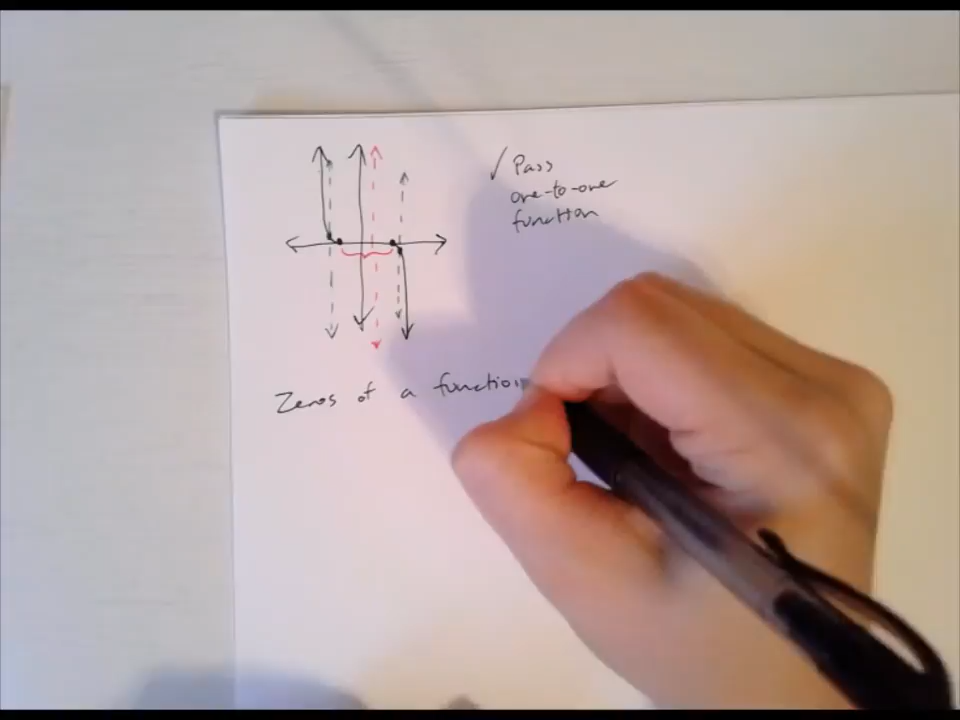 ✓ Pass
one-to-one
function
Zeros of a function